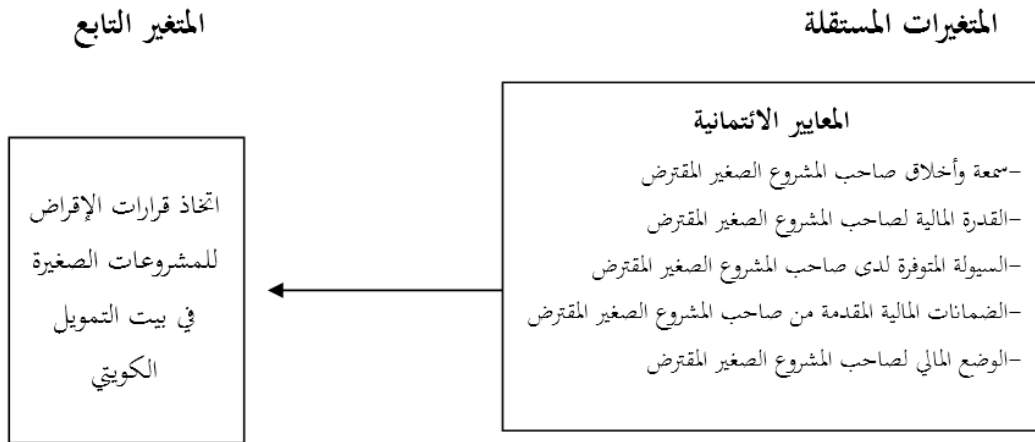 المتغيرات المستقلة
المعايير الائتمانية
-سمعة وأخلاق صاحب المشروع الصغير المقترض
-القدرة المالية لصاحب المشروع الصغير المقترض
-السيولة المتوفرة لدى صاحب المشروع الصغير المقترض
-الضمانات المالية المقدمة من صاحب المشروع الصغير المقترض
-الوضع المالي لصاحب المشروع الصغير المقترض
المتغير التابع
اتخاذ قرارات الإقراض
للمشروعات الصغيرة
في بيت التمويل
الكويتي